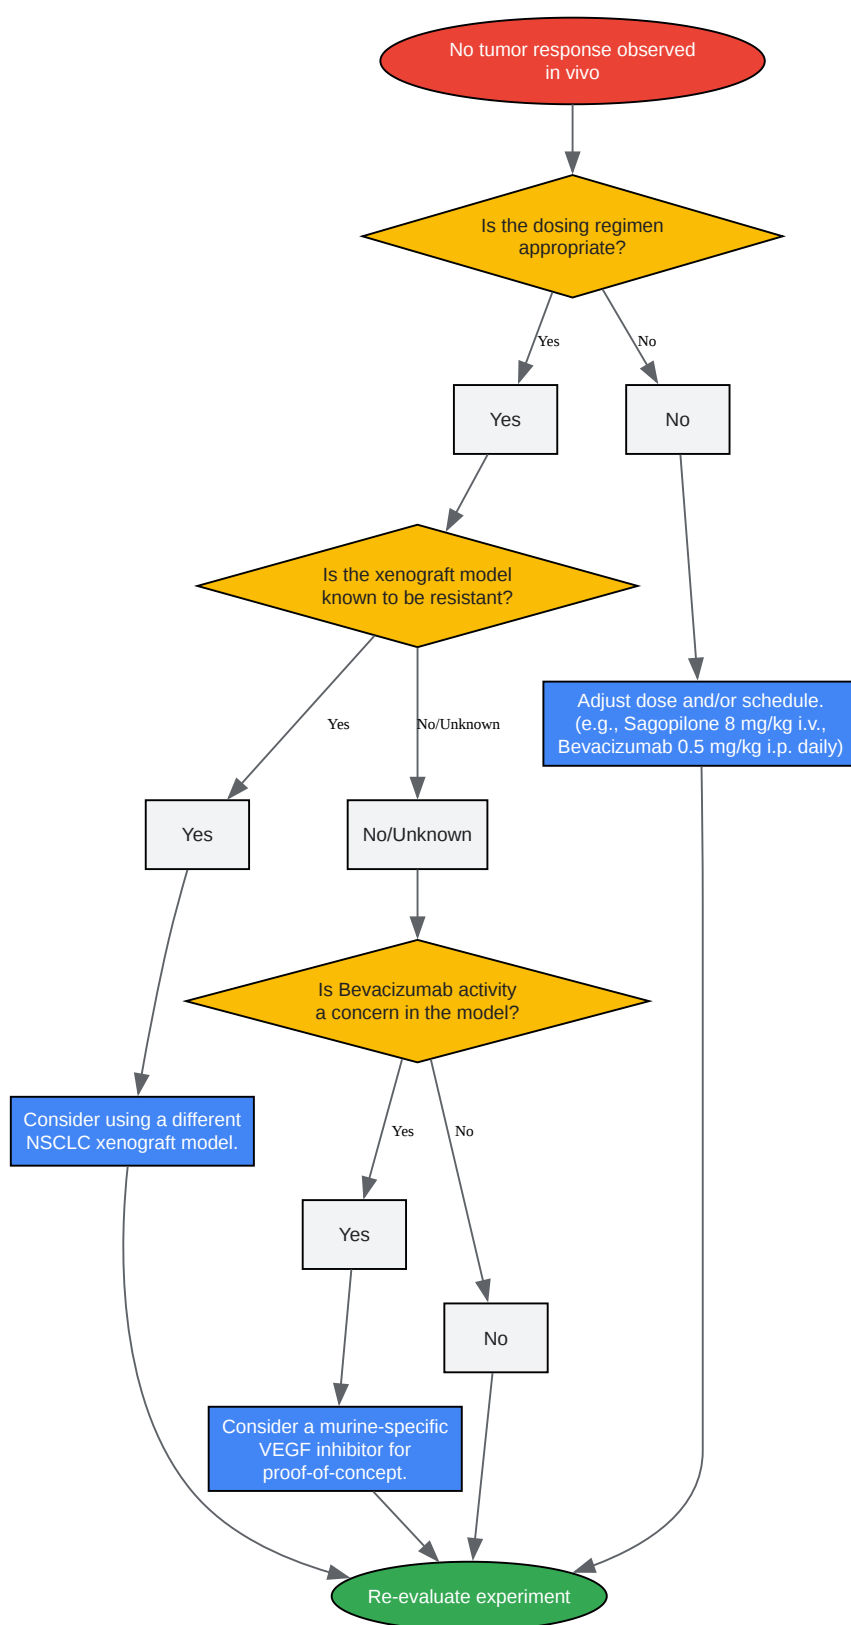 No tumor response observed
in vivo
Is the dosing regimen
appropriate?
Yes
No
Yes
No
Is the xenograft model
known to be resistant?
Adjust dose and/or schedule.
(e.g., Sagopilone 8 mg/kg i.v.,
Bevacizumab 0.5 mg/kg i.p. daily)
Yes
No/Unknown
Yes
No/Unknown
Is Bevacizumab activity
a concern in the model?
Consider using a different
NSCLC xenograft model.
Yes
No
Yes
No
Consider a murine-specific
VEGF inhibitor for
proof-of-concept.
Re-evaluate experiment